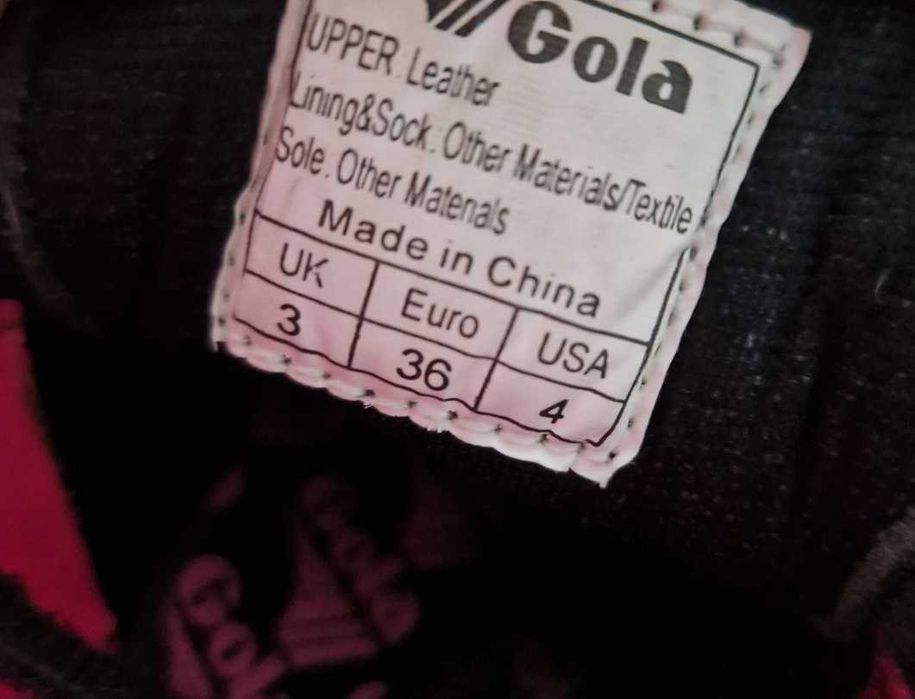 Gola
UPPER. Leather
Lining&Sock. Other Materials/Textile
Sole. Other Materials
Made in China
UK Euro USA
3 36 4